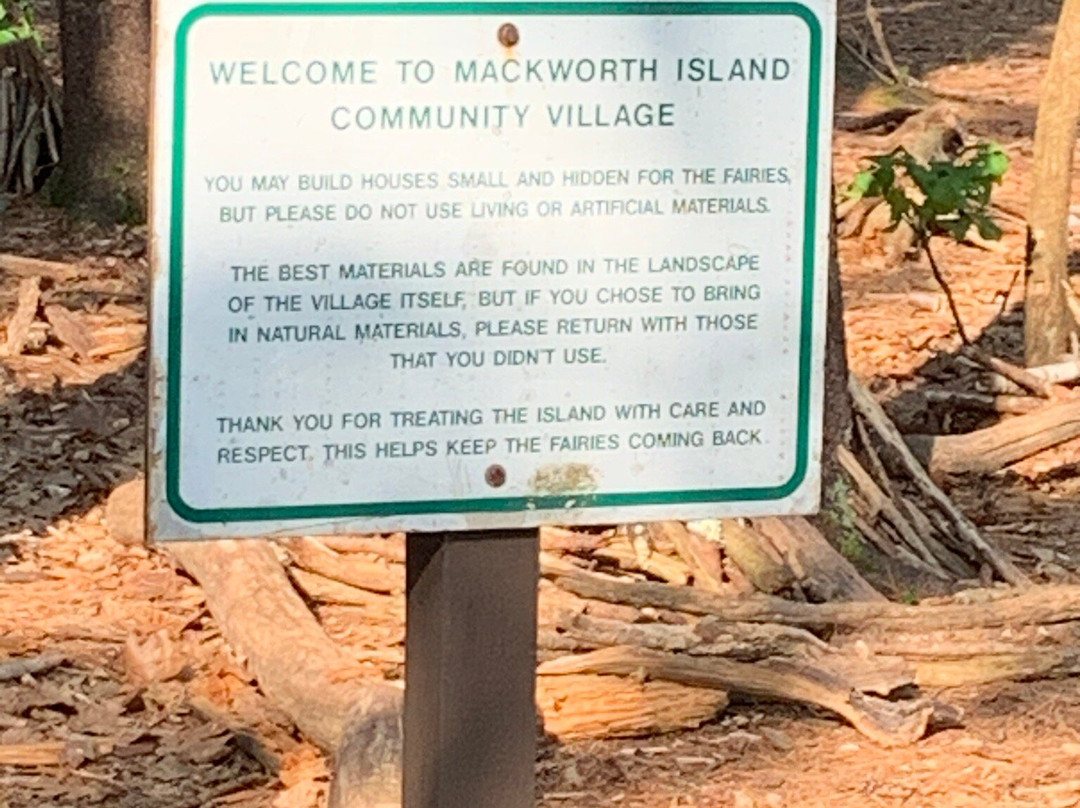 WELCOME TO MACKWORTH ISLAND
COMMUNITY VILLAGE
YOU MAY BUILD HOUSES SMALL AND HIDDEN FOR THE FAIRIES,
BUT PLEASE DO NOT USE LIVING OR ARTIFICIAL MATERIALS.
THE BEST MATERIALS ARE FOUND IN THE LANDSCAPE
OF THE VILLAGE ITSELF, BUT IF YOU CHOSE TO BRING
IN NATURAL MATERIALS, PLEASE RETURN WITH THOSE
THAT YOU DIDN'T USE.
THANK YOU FOR TREATING THE ISLAND WITH CARE AND
RESPECT. THIS HELPS KEEP THE FAIRIES COMING BACK.